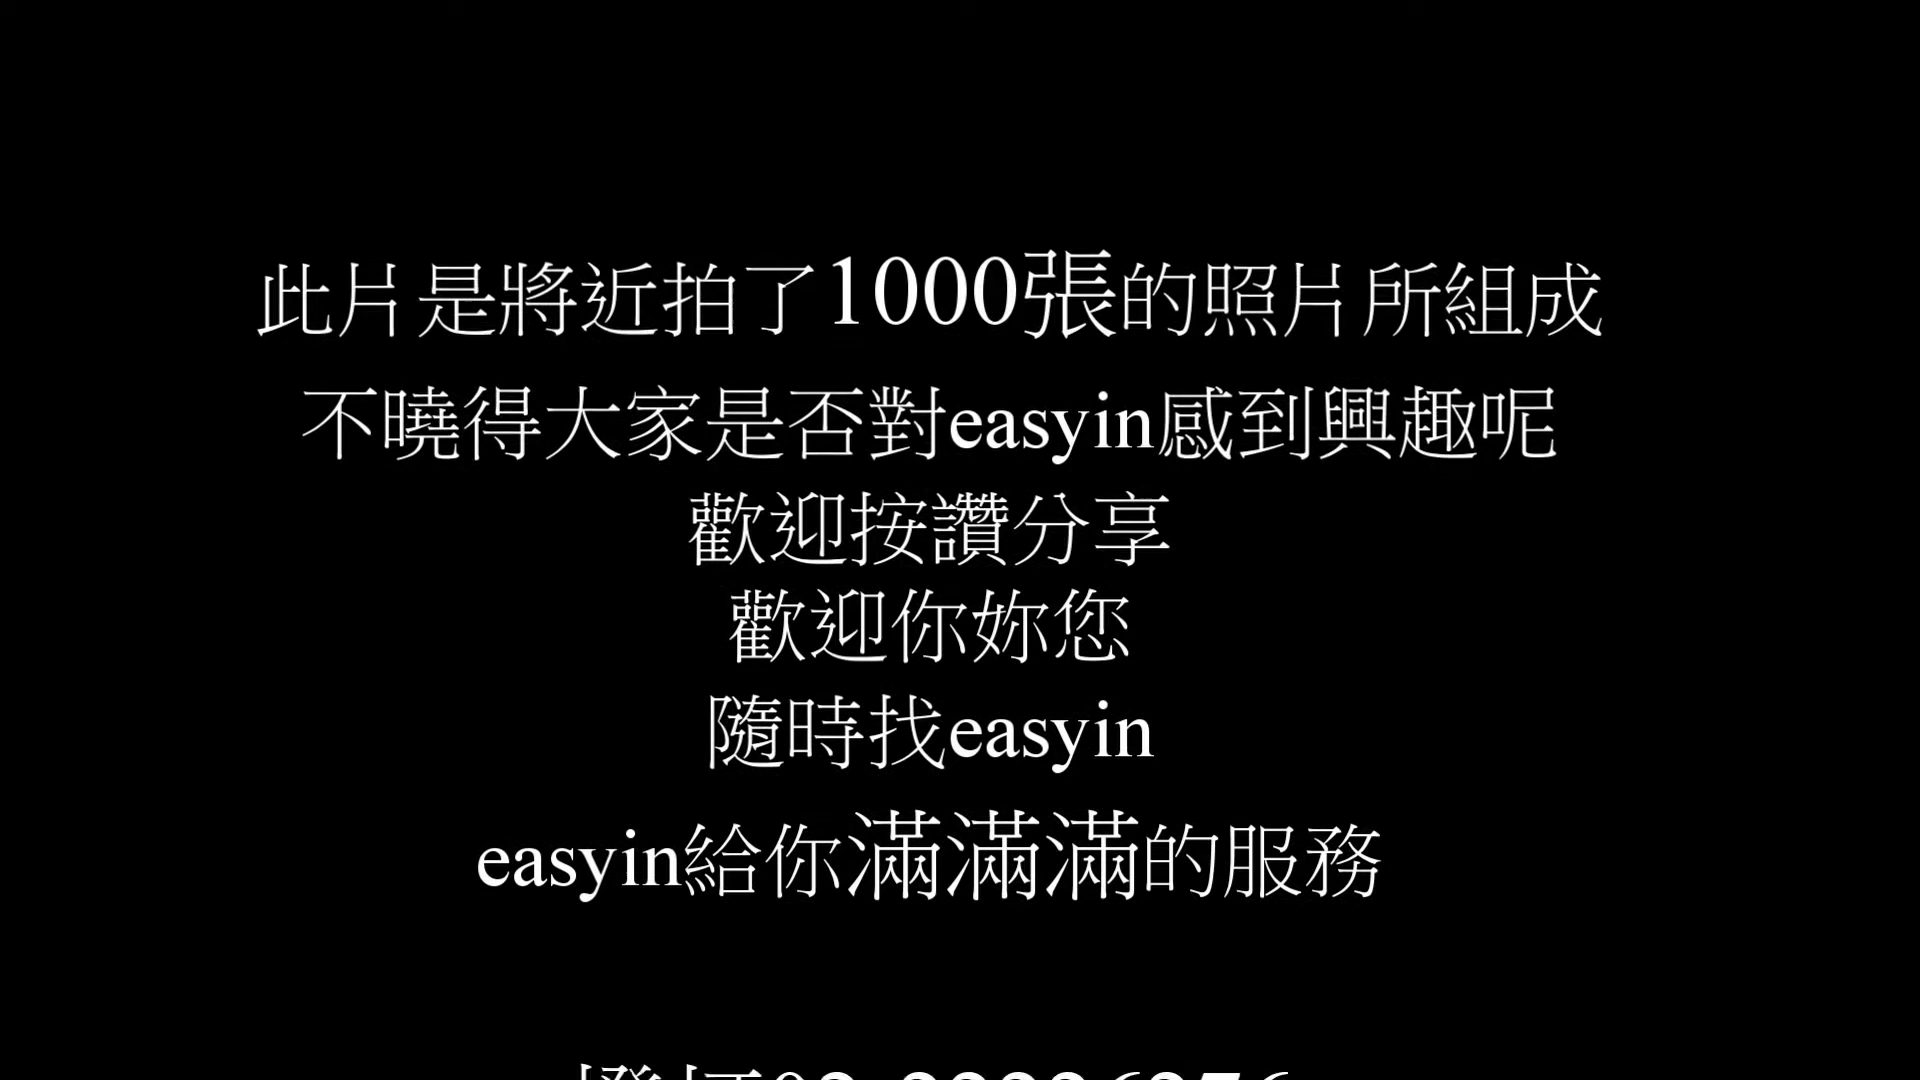 此片是將近拍了1000張的照片所組成
不曉得大家是否對easyin感到興趣呢
歡迎按讚分享
歡迎你妳您
隨時找easyin
easyin給你滿滿滿的服務